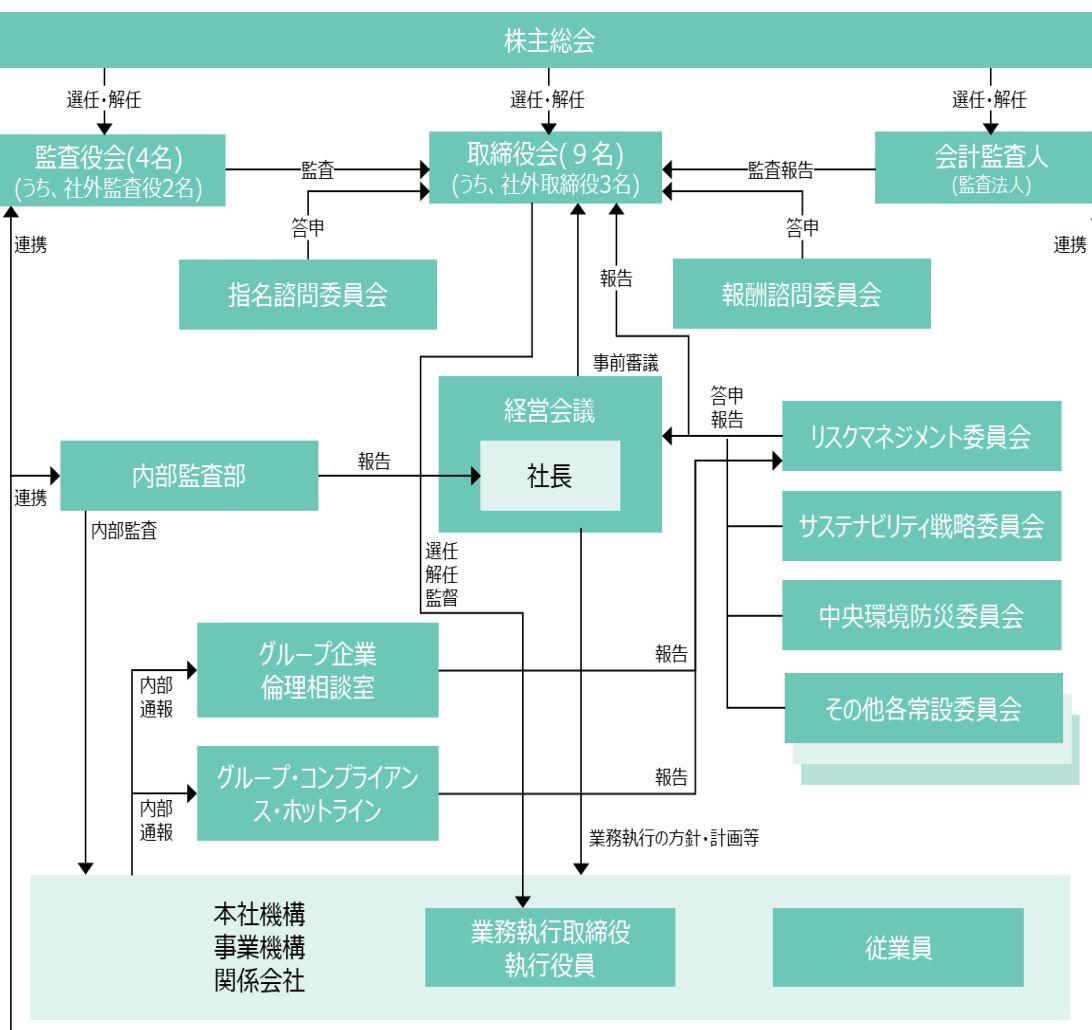 株主総会
選任・解任
選任・解任
選任・解任
監査役会(4名)
(うち、社外監査役2名)
監査
取締役会(９名)
(うち、社外取締役3名)
監査報告
会計監査人
(監査法人)
連携
答申
報告
答申
連携
指名諮問委員会
報酬諮問委員会
事前審議
経営会議
社長
答申
報告
リスクマネジメント委員会
内部監査部
報告
連携
内部監査
サステナビリティ戦略委員会
選任
解任
監督
中央環境防災委員会
グループ企業
倫理相談室
内部
通報
報告
その他各常設委員会
グループ・コンプライアン
ス・ホットライン
内部
通報
報告
業務執行の方針・計画等
本社機構
事業機構
関係会社
業務執行取締役
執行役員
従業員